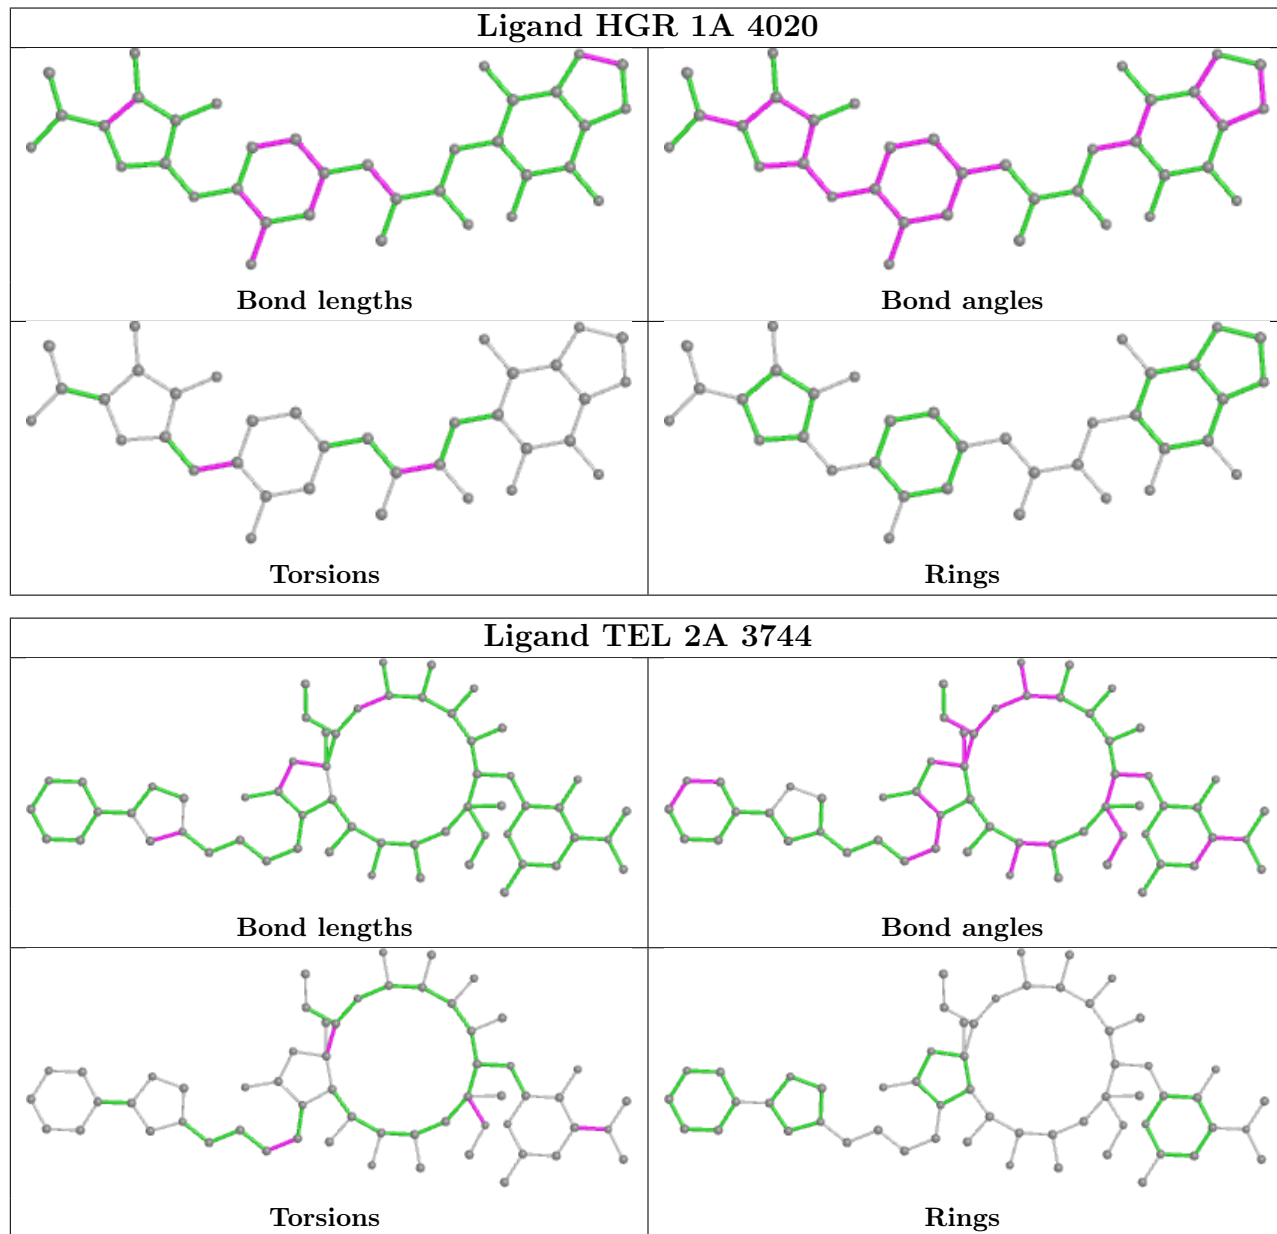 Ligand HGR 1A 4020
Bond lengths
Bond angles
Torsions
Rings
Ligand TEL 2A 3744
Bond lengths
Bond angles
Torsions
Rings